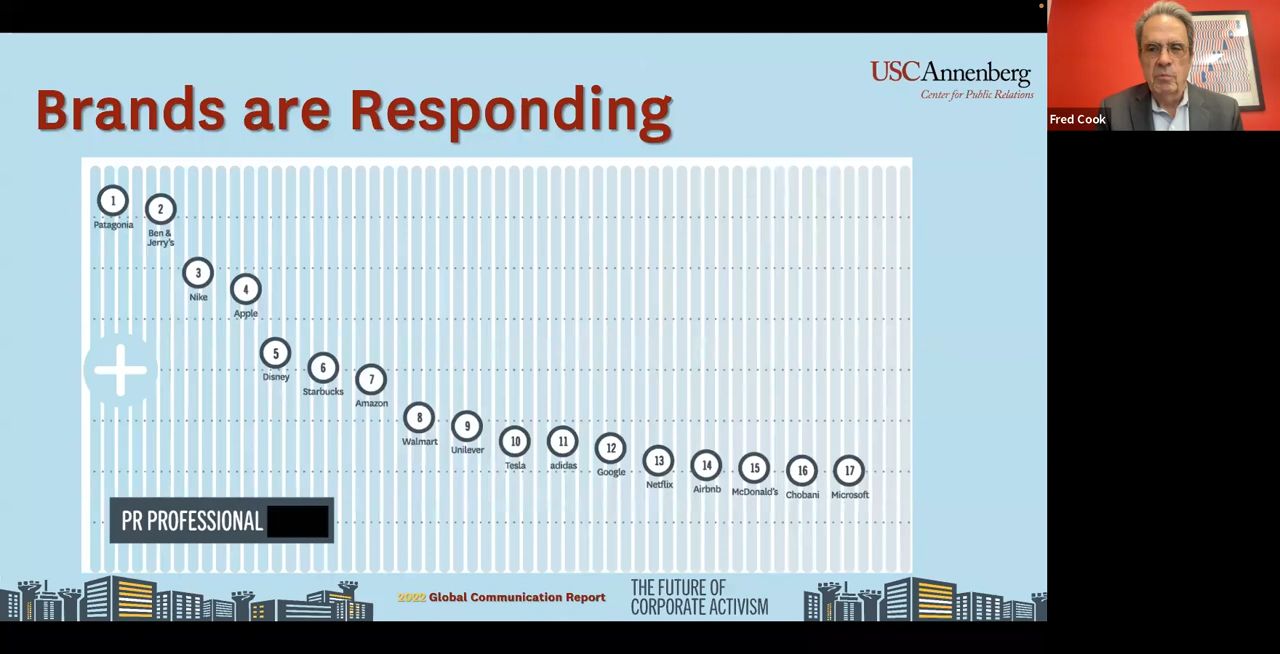 USC Annenberg
Center for Public Relations
Brands are Responding
Fred Cook
1
Patagonia
2
Ben &
Jerry's
3
Nike
4
Apple
5
Disney
6
Starbucks
7
Amazon
8
Walmart
9
Unilever
10
Tesla
11
adidas
12
Google
13
Netflix
14
Airbnb
15
McDonald's
16
Chobani
17
Microsoft
PR PROFESSIONAL
2022 Global Communication Report
THE FUTURE OF
CORPORATE ACTIVISM